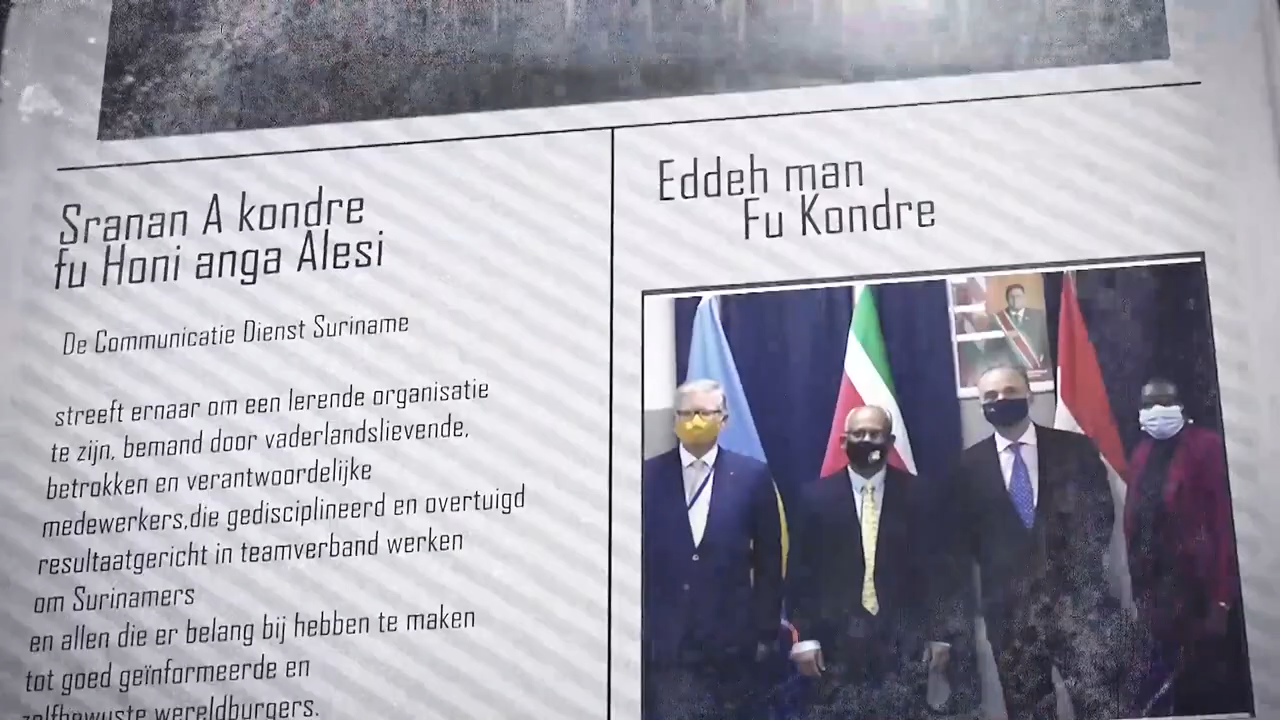 Sranan A kondre
fu Honi anga Alesi
De Communicatie Dienst Suriname
streeft ernaar om een lerende organisatie
te zijn, bemand door vaderlandslievende,
betrokken en verantwoordelijke
medewerkers,die gedisciplineerd en overtuigd
resultaatgericht in teamverband werken
om Surinamers
en allen die er belang bij hebben te maken
tot goed geïnformeerde en
zelfbewuste wereldburgers.
Eddeh man
Fu Kondre